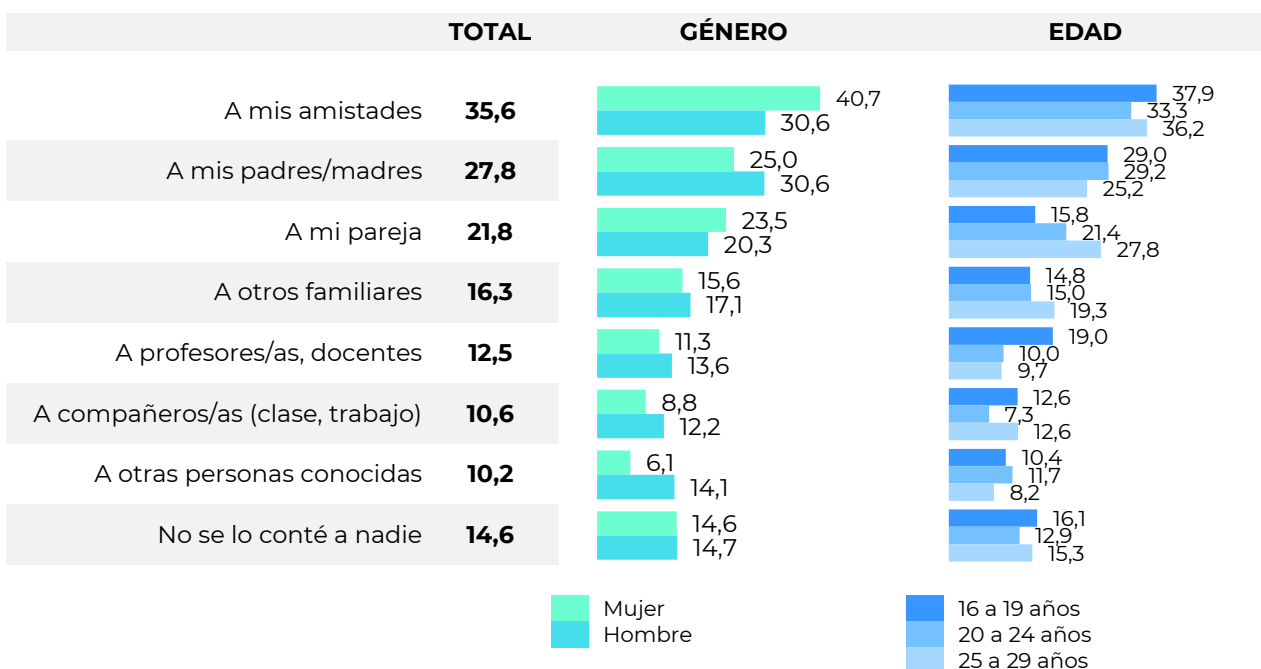 TOTAL GÉNERO EDAD
A mis amistades 35,6 40,7 30,6 37,9 33,3 36,2
A mis padres/madres 27,8 25,0 30,6 29,0 29,2 25,2
A mi pareja 21,8 23,5 20,3 15,8 21,4 27,8
A otros familiares 16,3 15,6 17,1 14,8 15,0 19,3
A profesores/as, docentes 12,5 11,3 13,6 19,0 10,0 9,7
A compañeros/as (clase, trabajo) 10,6 8,8 12,2 12,6 7,3 12,6
A otras personas conocidas 10,2 6,1 14,1 10,4 11,7 8,2
No se lo conté a nadie 14,6 14,6 14,7 16,1 12,9 15,3
Mujer
Hombre
16 a 19 años
20 a 24 años
25 a 29 años